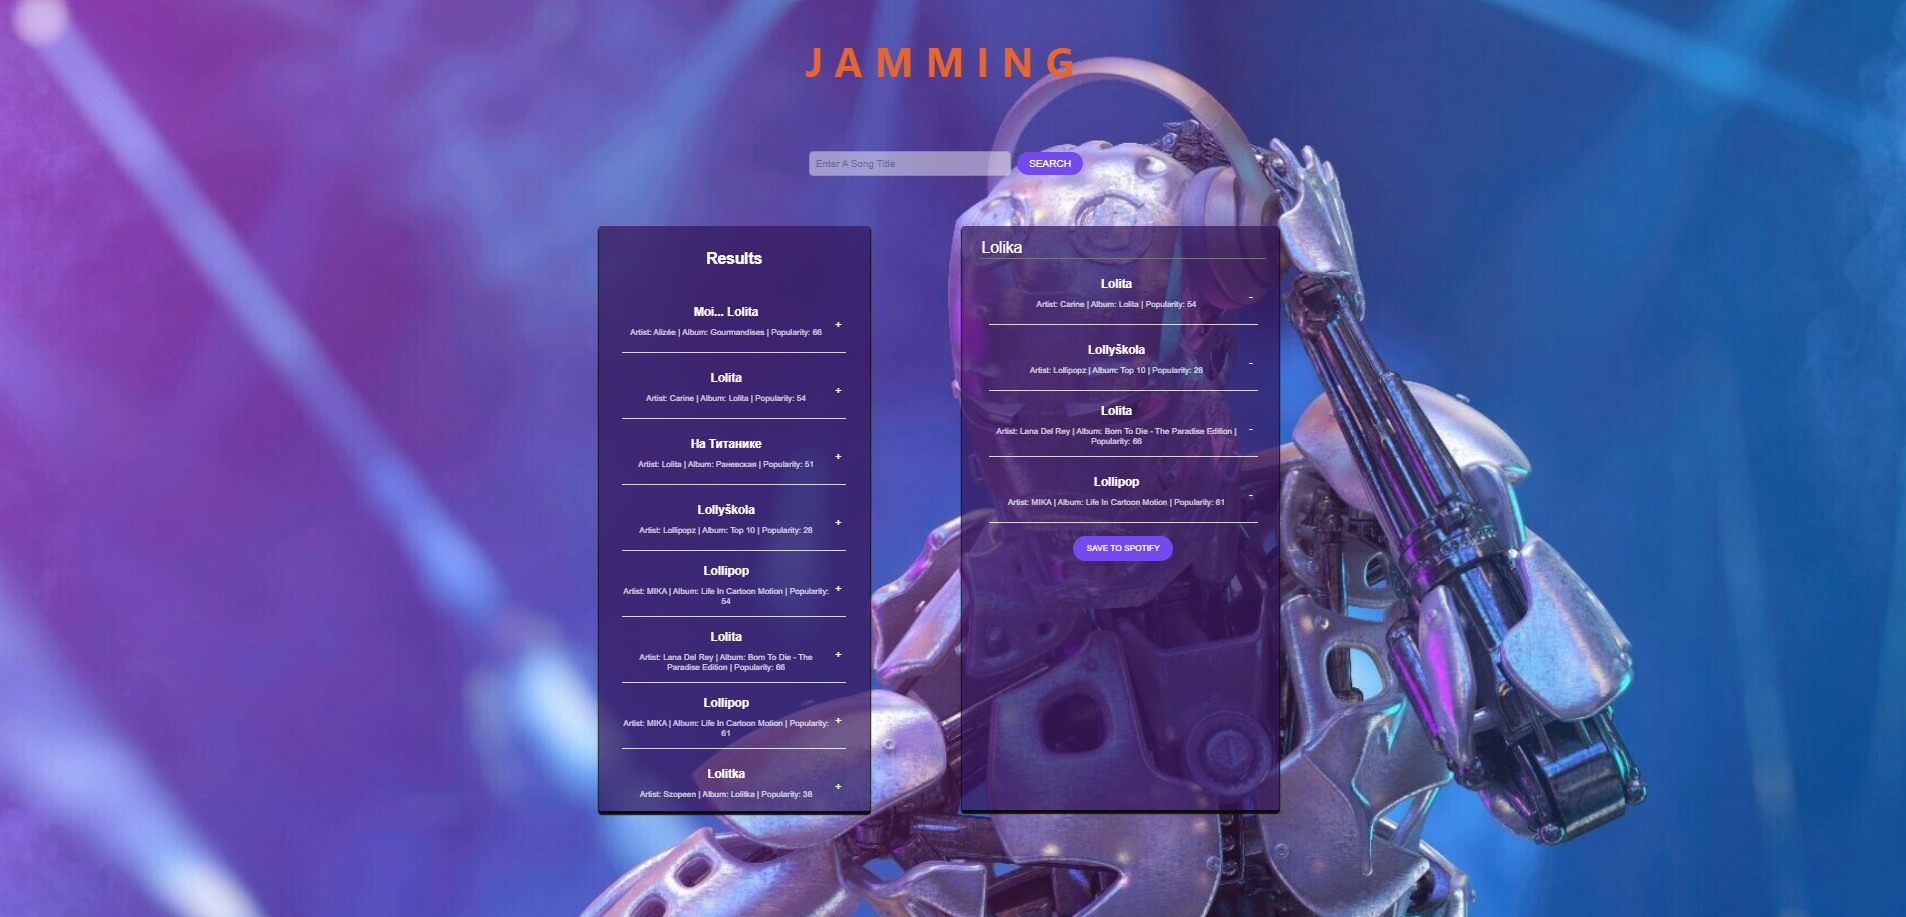 JAMMING
Enter A Song Title
SEARCH
Results
Moi... Lolita
Artist: Alizée | Album: Gourmandises | Popularity: 66
+
Lolita
Artist: Carine | Album: Lolita | Popularity: 54
+
На Титанике
Artist: Lolita | Album: Раневская | Popularity: 51
+
Lollyškola
Artist: Lollipopz | Album: Top 10 | Popularity: 28
+
Lollipop
Artist: MIKA | Album: Life In Cartoon Motion | Popularity:
54
+
Lolita
Artist: Lana Del Rey | Album: Born To Die - The
Paradise Edition | Popularity: 66
+
Lollipop
Artist: MIKA | Album: Life In Cartoon Motion | Popularity:
61
+
Lolitka
Artist: Szopeen | Album: Lolitka | Popularity: 38
+
Lolika
Lolita
Artist: Carine | Album: Lolita | Popularity: 54
-
Lollyškola
Artist: Lollipopz | Album: Top 10 | Popularity: 28
-
Lolita
Artist: Lana Del Rey | Album: Born To Die - The Paradise Edition |
Popularity: 66
-
Lollipop
Artist: MIKA | Album: Life In Cartoon Motion | Popularity: 61
-
SAVE TO SPOTIFY